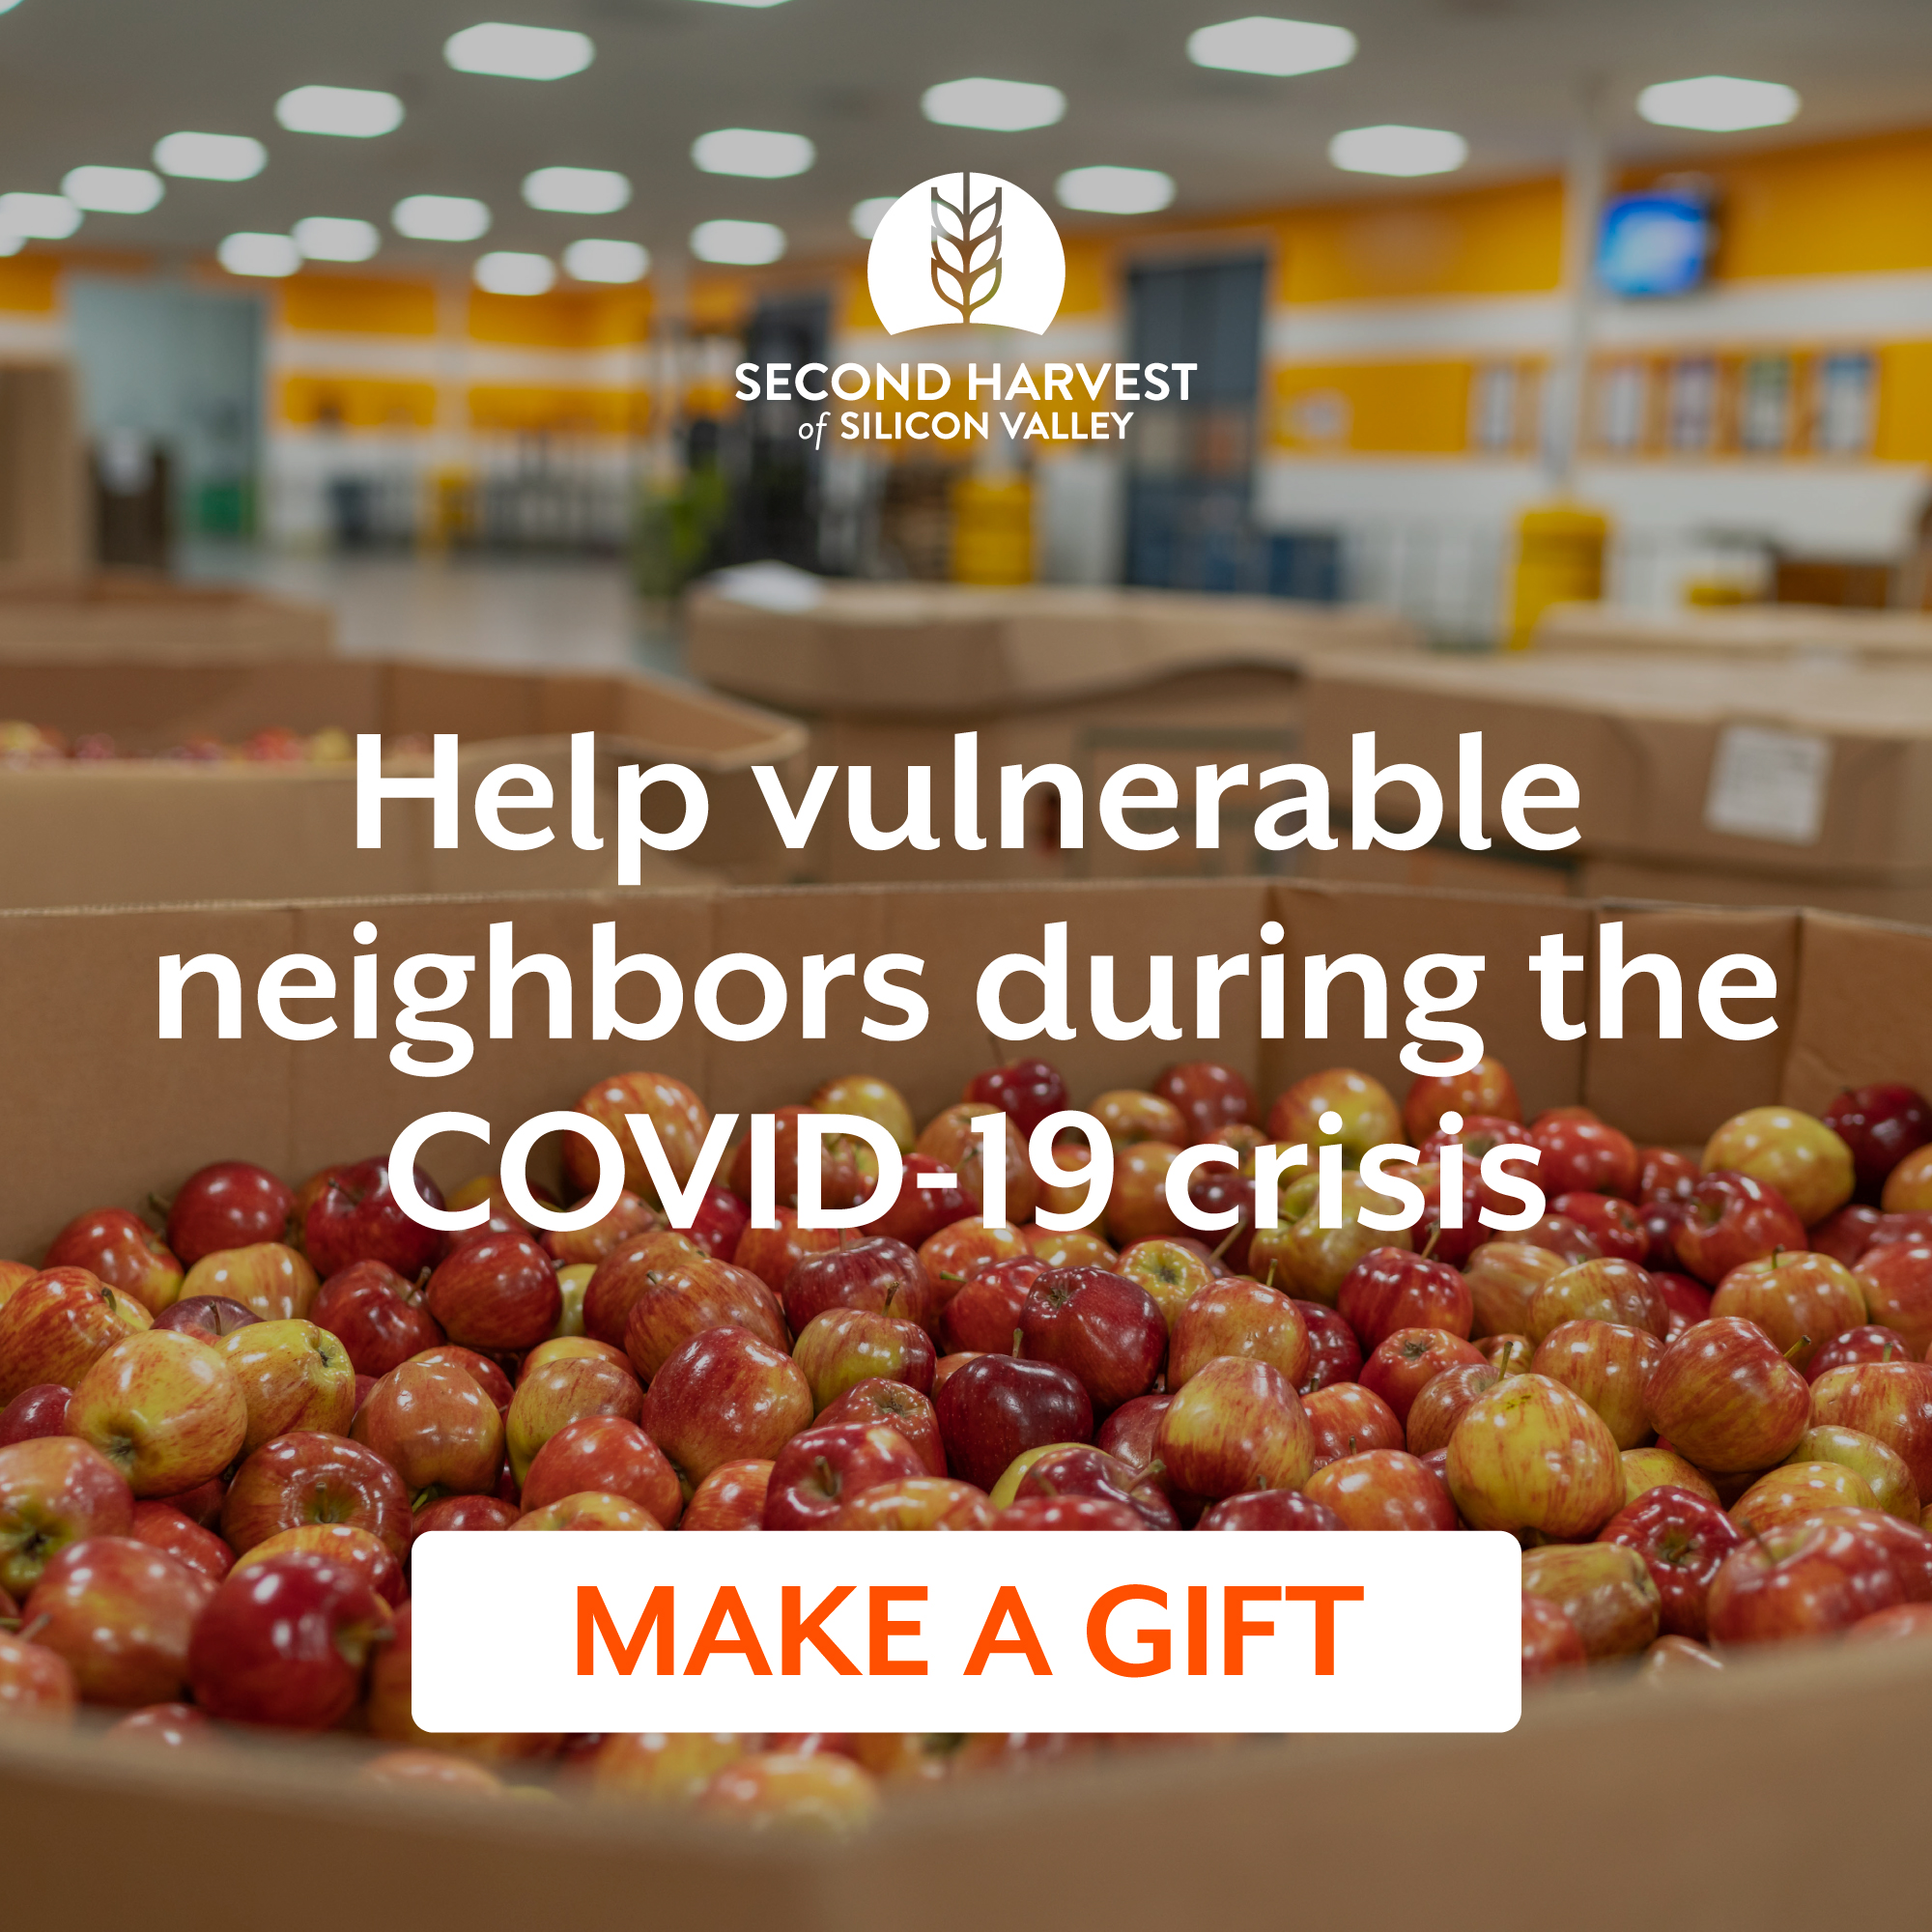 SECOND HARVEST
of SILICON VALLEY
Help vulnerable
neighbors during the
COVID-19 crisis
MAKE A GIFT